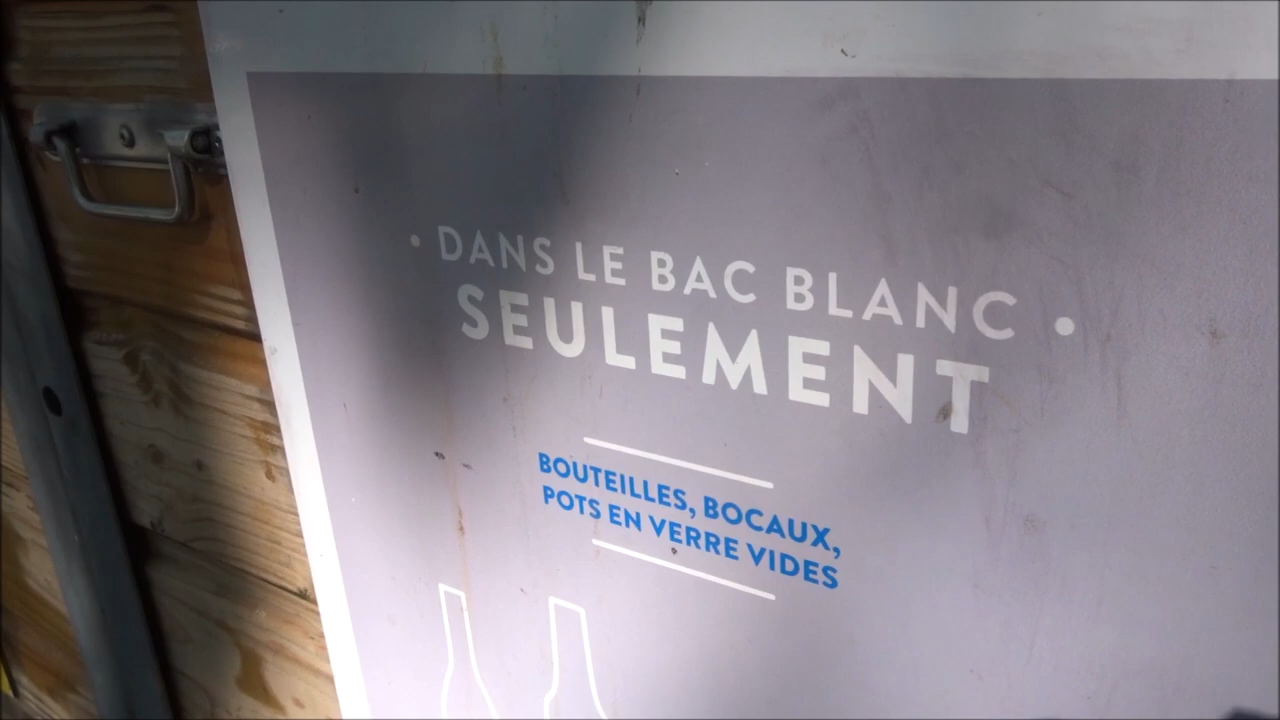 • DANS LE BAC BLANC •
SEULEMENT
BOUTEILLES, BOCAUX,
POTS EN VERRE VIDES